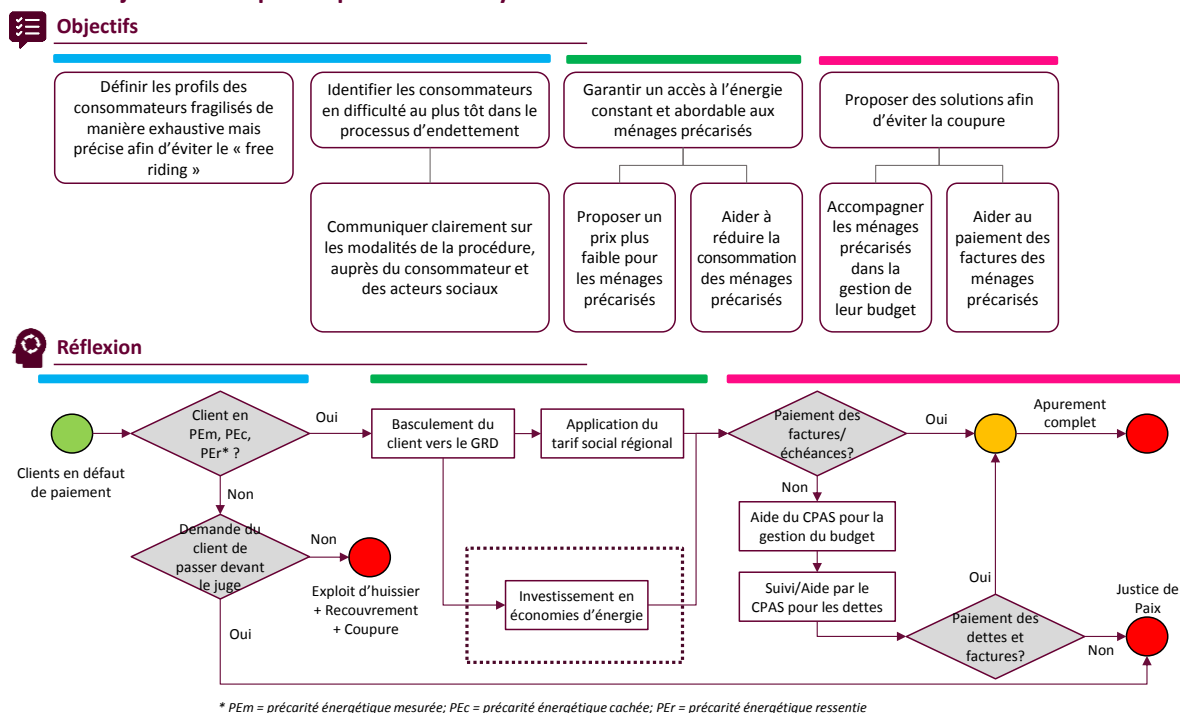 Objectifs
Définir les profils des
consommateurs fragilisés de
manière exhaustive mais
précise afin d'éviter le « free
riding »
Identifier les consommateurs
en difficulté au plus tôt dans le
processus d'endettement
Garantir un accès à l'énergie
constant et abordable aux
ménages précarisés
Proposer des solutions afin
d'éviter la coupure
Communiquer clairement sur
les modalités de la procédure,
auprès du consommateur et
des acteurs sociaux
Proposer un
prix plus
faible pour
les ménages
précarisés
Aider à
réduire la
consommation
des ménages
précarisés
Accompagner
les ménages
précarisés
dans la
gestion de
leur budget
Aider au
paiement des
factures des
ménages
précarisés
Réflexion
Clients en défaut
de paiement
Client en
PEm, PEc,
PEr* ?
Oui
Non
Basculement du
client vers le GRD
Application du
tarif social régional
Paiement des
factures/
échéances?
Oui
Apurement
complet
Non
Demande du
client de
passer devant
le juge
Non
Exploit d'huissier
+ Recouvrement
+ Coupure
Oui
Investissement en
économies d'énergie
Aide du CPAS pour la
gestion du budget
Suivi/Aide par le
CPAS pour les dettes
Oui
Paiement des
dettes et
factures?
Non
Justice de
Paix
* PEm = précarité énergétique mesurée; PEc = précarité énergétique cachée; PEr = précarité énergétique ressentie